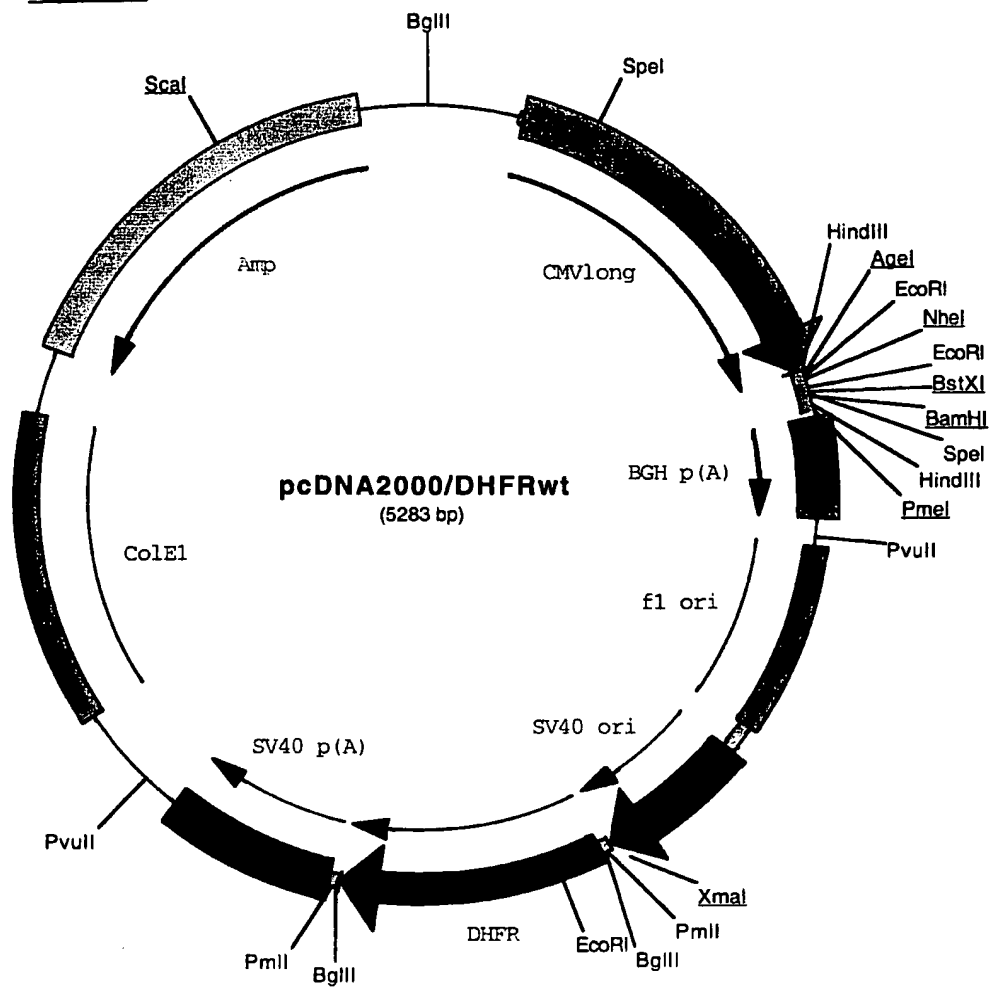 BglII
SpeI
ScaI
HindIII
AgeI
EcoRI
NheI
EcoRI
BstXI
BamHI
SpeI
HindIII
PmeI
PvuII
Amp
CMVlong
BGH p(A)
pcDNA2000/DHFRwt
(5283 bp)
ColE1
f1 ori
SV40 ori
SV40 p(A)
PvuII
XmaI
PmlI
DHFR
EcoRI
BglII
PmlI
BglII